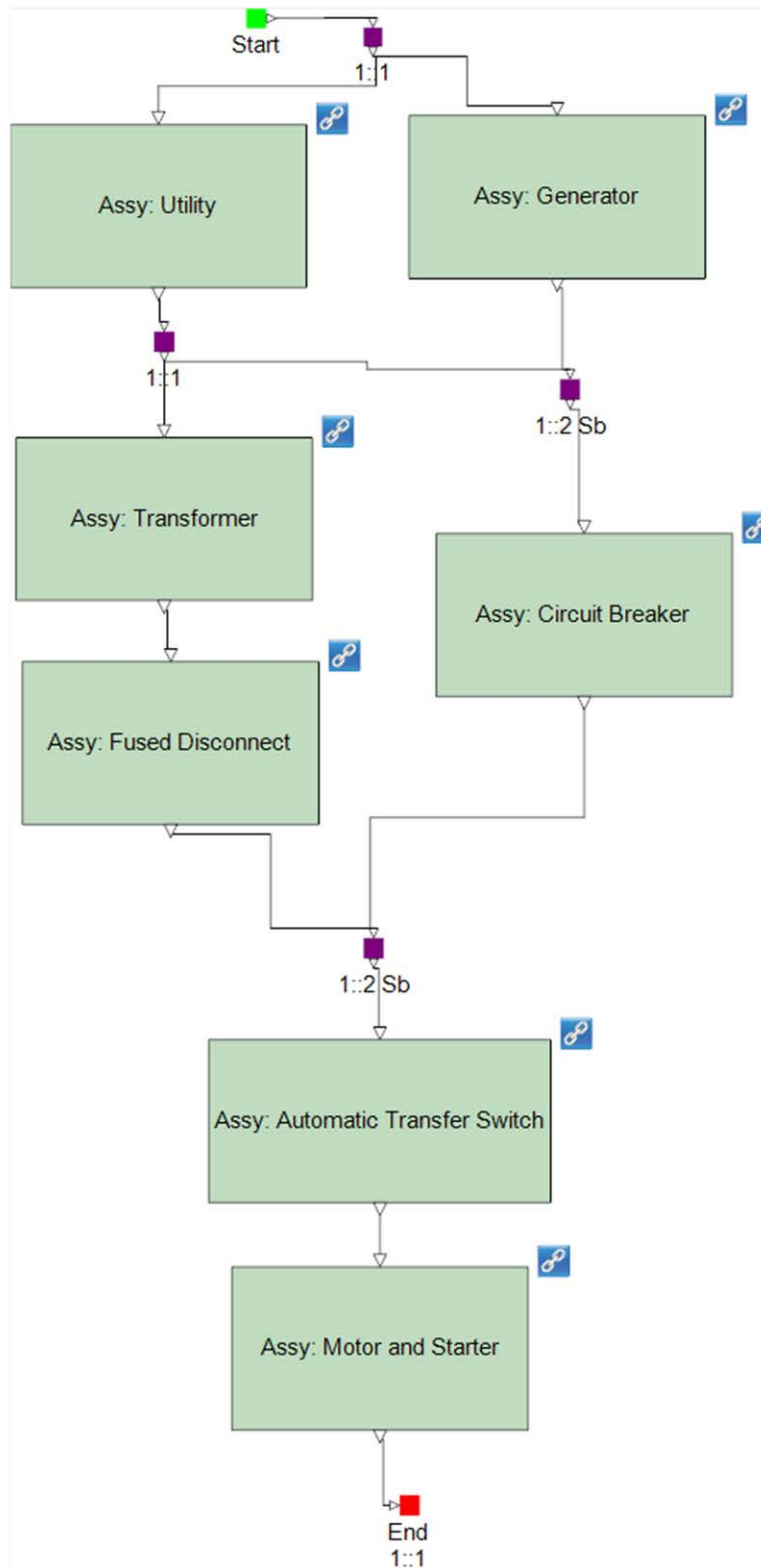 Start
1::1
Assy: Utility
Assy: Generator
1::1
1::2 Sb
Assy: Transformer
Assy: Circuit Breaker
Assy: Fused Disconnect
1::2 Sb
Assy: Automatic Transfer Switch
Assy: Motor and Starter
End
1::1